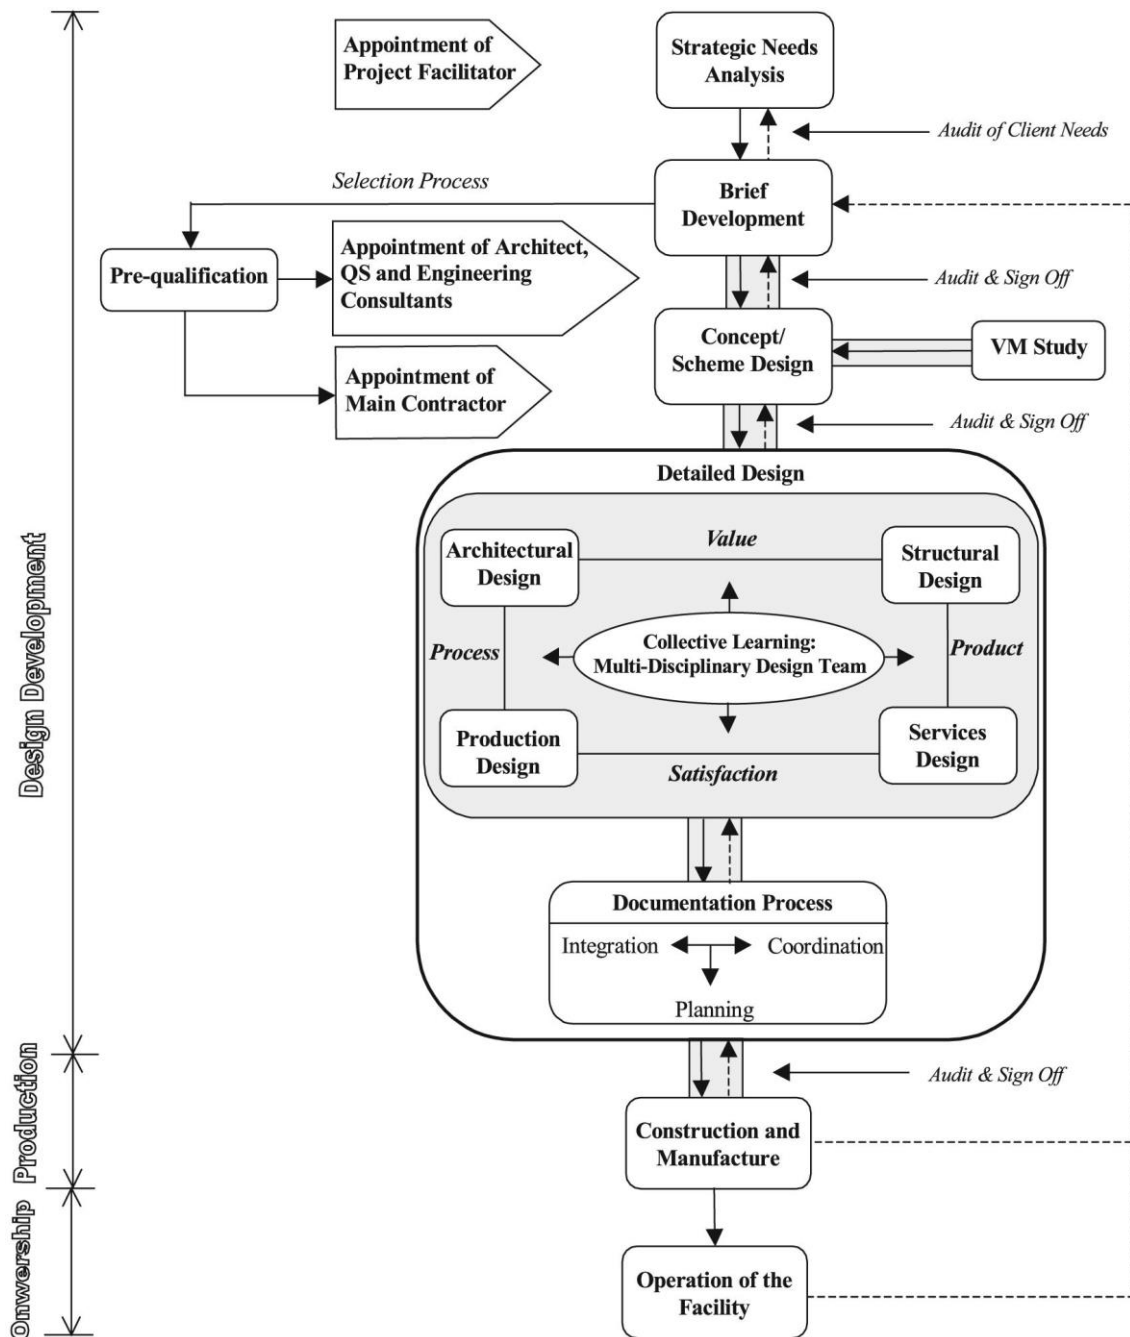 Appointment of
Project Facilitator
Strategic Needs
Analysis
Audit of Client Needs
Selection Process
Brief
Development
Pre-qualification
Appointment of Architect,
QS and Engineering
Consultants
Audit & Sign Off
Concept/
Scheme Design
VM Study
Appointment of
Main Contractor
Audit & Sign Off
Detailed Design
Architectural
Design
Value
Structural
Design
Process
Collective Learning:
Multi-Disciplinary Design Team
Product
Production
Design
Satisfaction
Services
Design
Documentation Process
Integration
Coordination
Planning
Audit & Sign Off
Construction and
Manufacture
Operation of the
Facility
Design Development
Production
Onwership